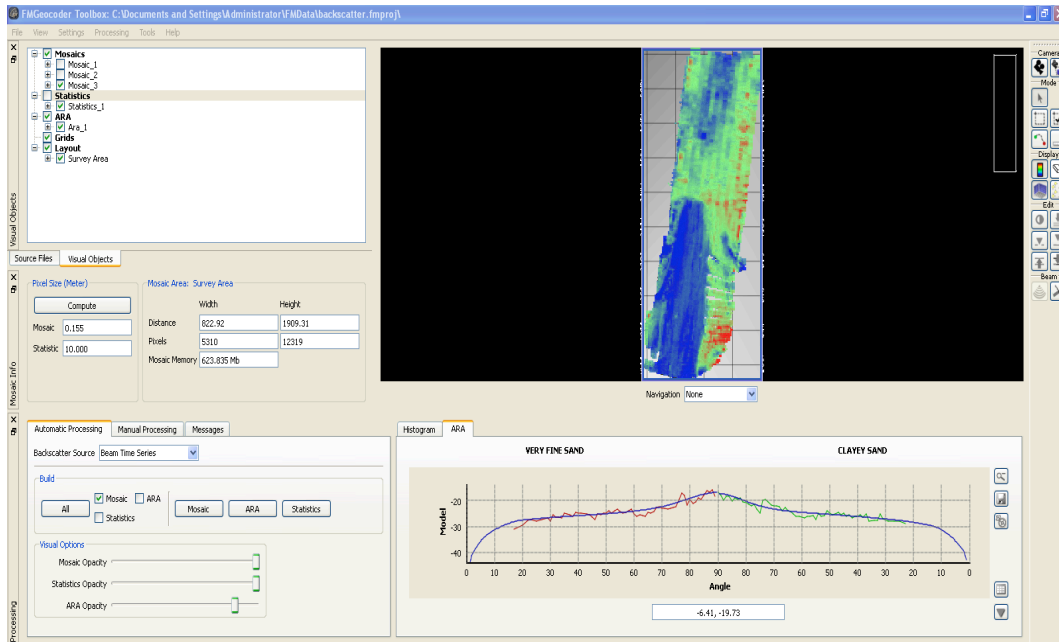 FMGeocoder Toolbox: C:\Documents and Settings\Administrator\FMData\backscatter.fmproj\
File View Settings Processing Tools Help
Mosaics
Mosaic_1
Mosaic_2
Mosaic_3
Statistics
Statistics_1
ARA
Ara_1
Grids
Layout
Survey Area
Visual Objects
Source Files Visual Objects
Camera
Mode
Display
Edit
Beam
Mosaic Info
Pixel Size (Meter)
Compute
Mosaic 0.155
Statistic 10.000
Mosaic Area: Survey Area
Width Height
Distance 822.92 1909.31
Pixels 5310 12319
Mosaic Memory 623.835 Mb
Navigation None
Processing
Automatic Processing Manual Processing Messages
Backscatter Source Beam Time Series
Build
All Mosaic ARA Statistics
Mosaic ARA Statistics
Visual Options
Mosaic Opacity
Statistics Opacity
ARA Opacity
Histogram ARA
VERY FINE SAND CLAYEY SAND
Model
-20
-30
-40
0 10 20 30 40 50 60 70 80 90 80 70 60 50 40 30 20 10 0
Angle
-6.41, -19.73